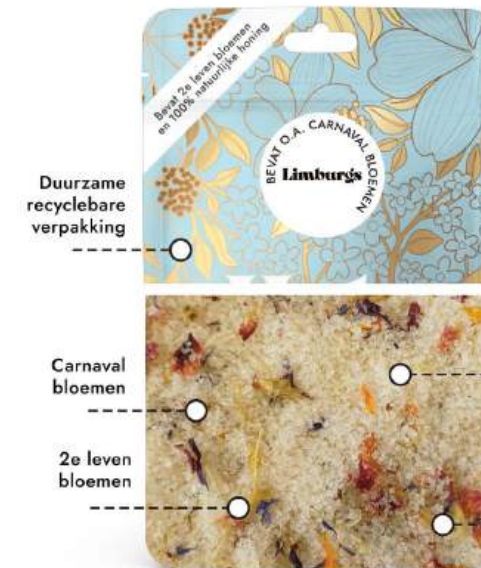 Bevat 2e leven bloemen
en 100% natuurlijke honing
BEVAT O.A. CARNAVAL BLOEMEN
Limburgs
Duurzame
recyclebare
verpakking
Carnaval
bloemen
2e leven
bloemen